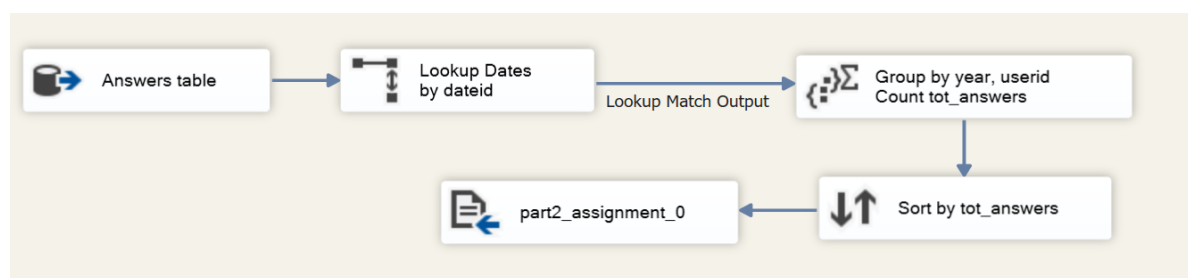 Answers table
Lookup Dates
by dateid
Lookup Match Output
Group by year, userid
Count tot_answers
Sort by tot_answers
part2_assignment_0